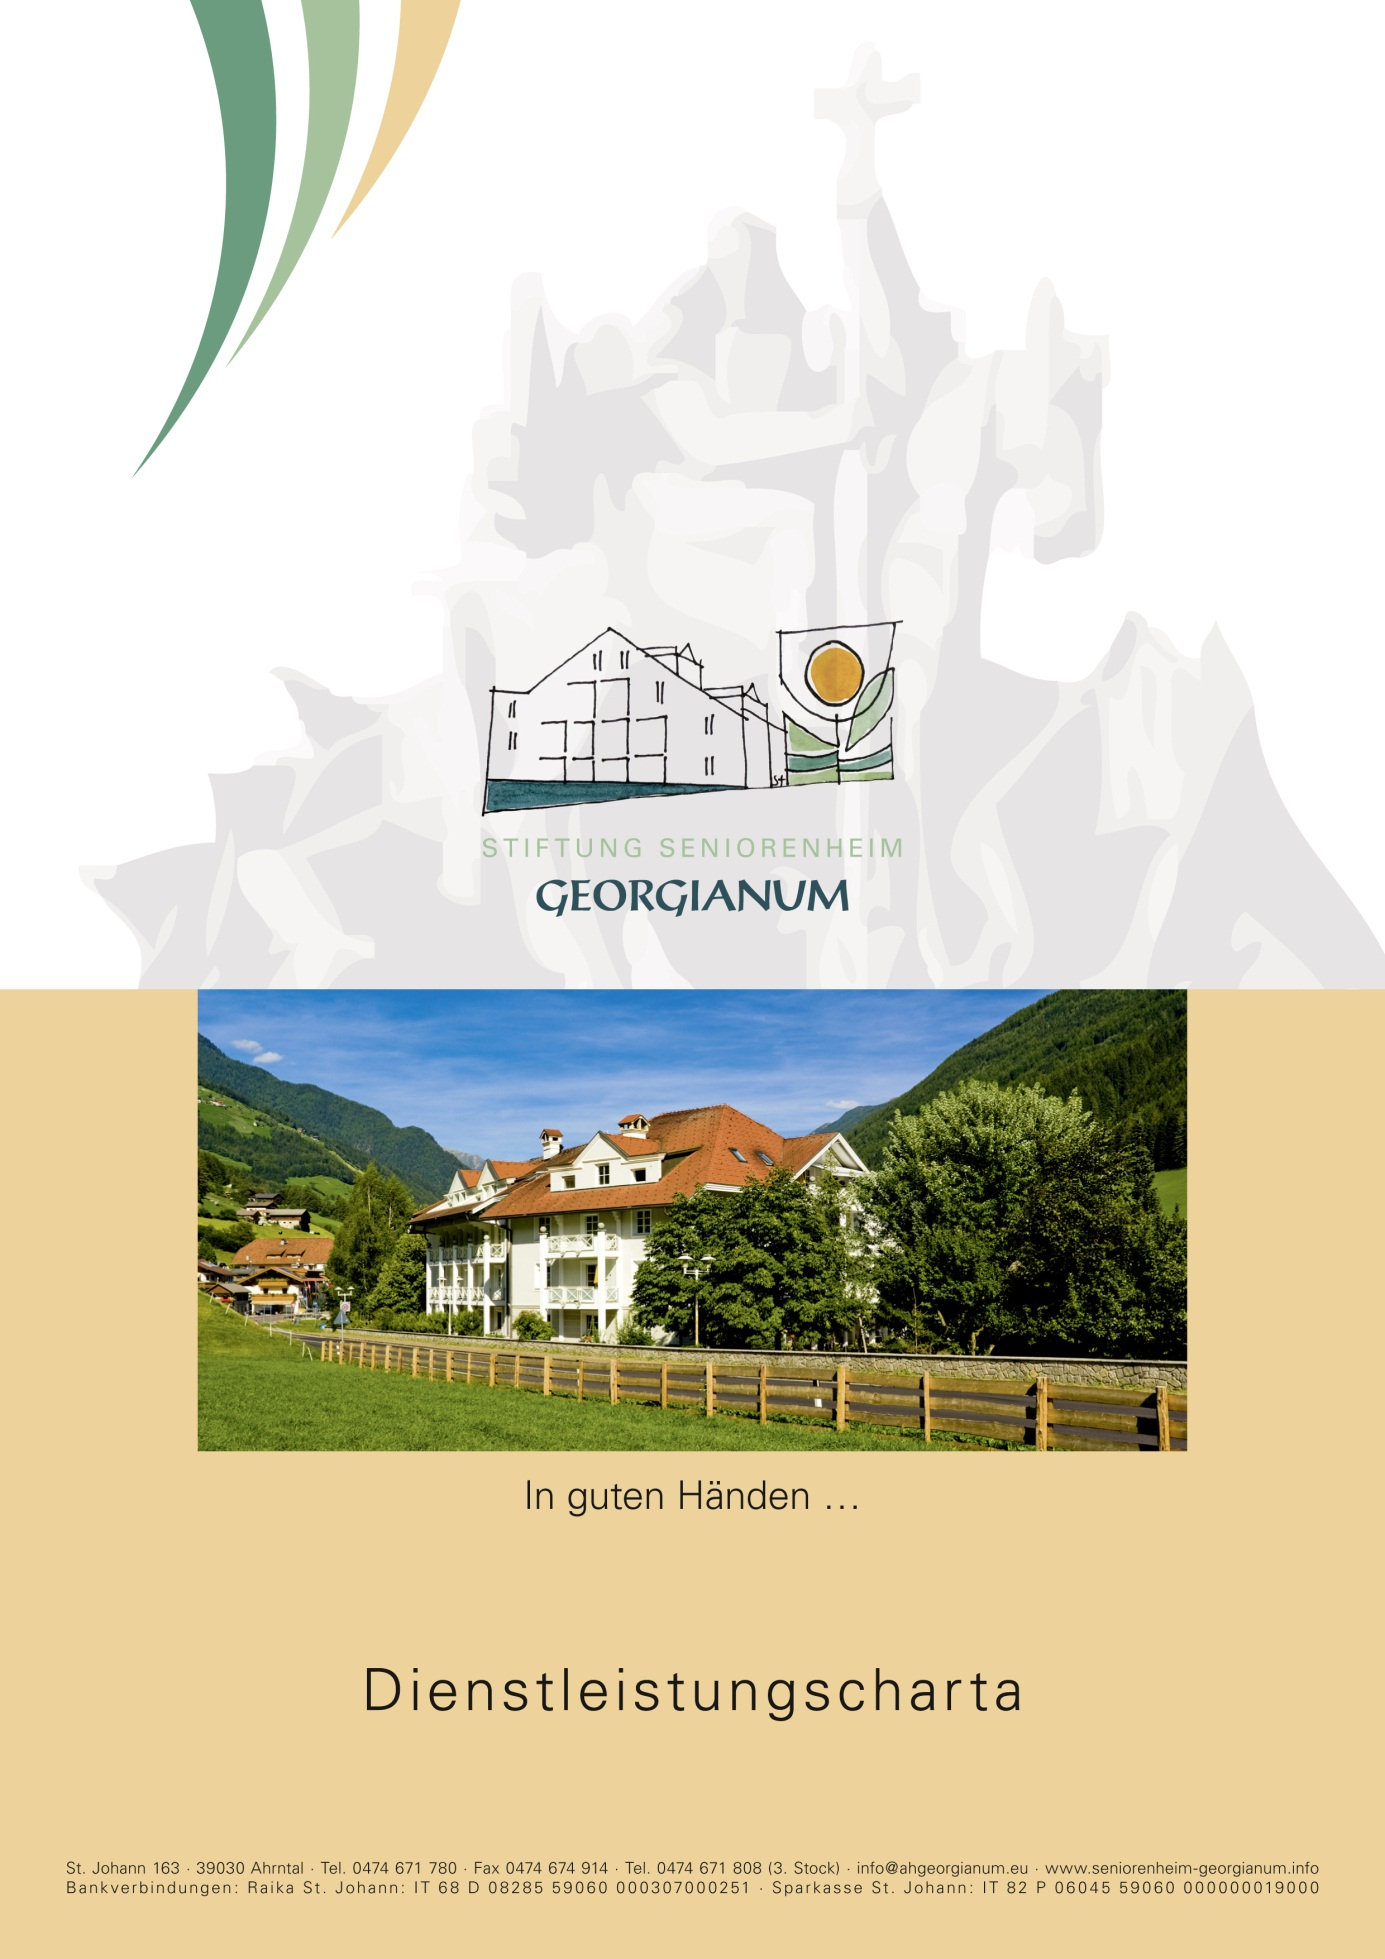 STIFTUNG SENIORENHEIM
GEORGIANUM
In guten Händen ...
Dienstleistungscharta
St. Johann 163 · 39030 Ahrntal · Tel. 0474 671 780 · Fax 0474 674 914 · Tel. 0474 671 808 (3. Stock) · info@ahgeorgianum.eu · www.seniorenheim-georgianum.info
Bankverbindungen: Raika St. Johann: IT 68 D 08285 59060 000307000251 · Sparkasse St. Johann: IT 82 P 06045 59060 000000019000